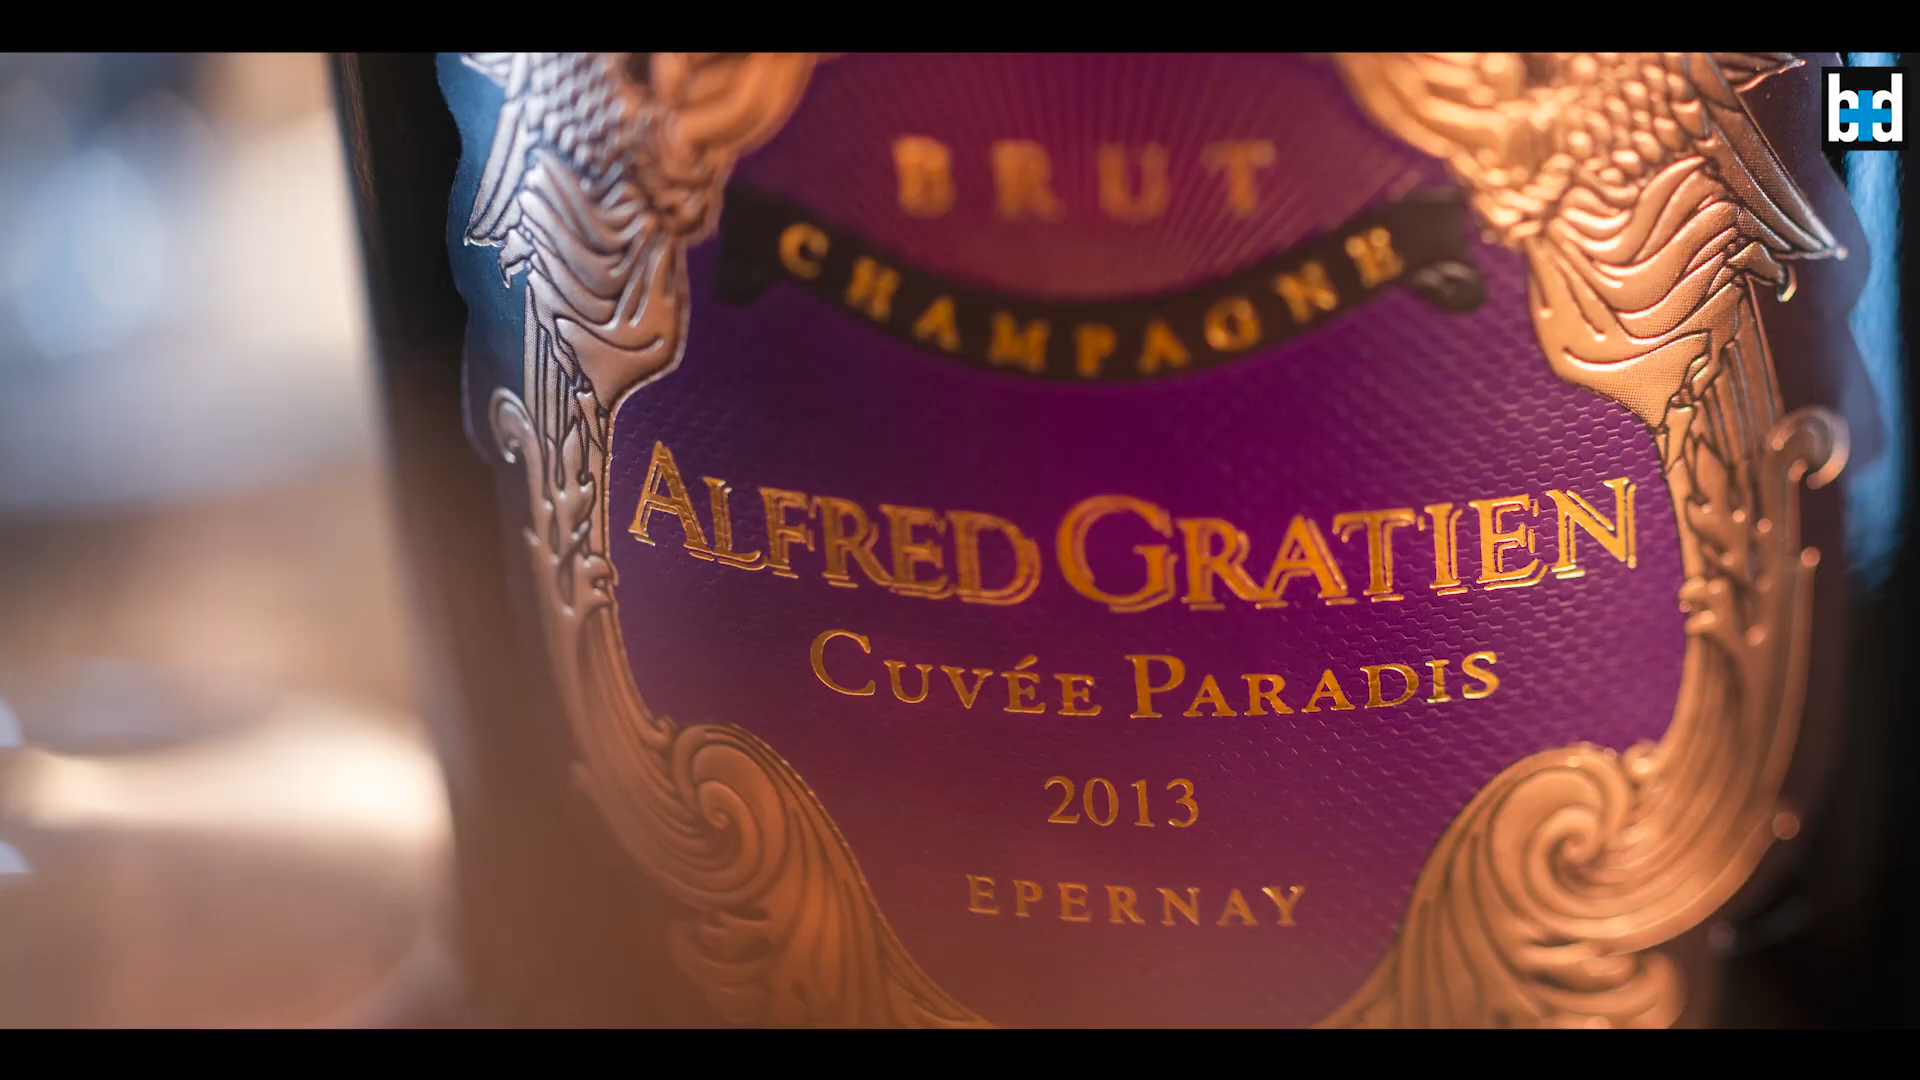 BRUT
CHAMPAGNE
ALFRED GRATIEN
CUVÉE PARADIS
2013
EPERNAY
b+d